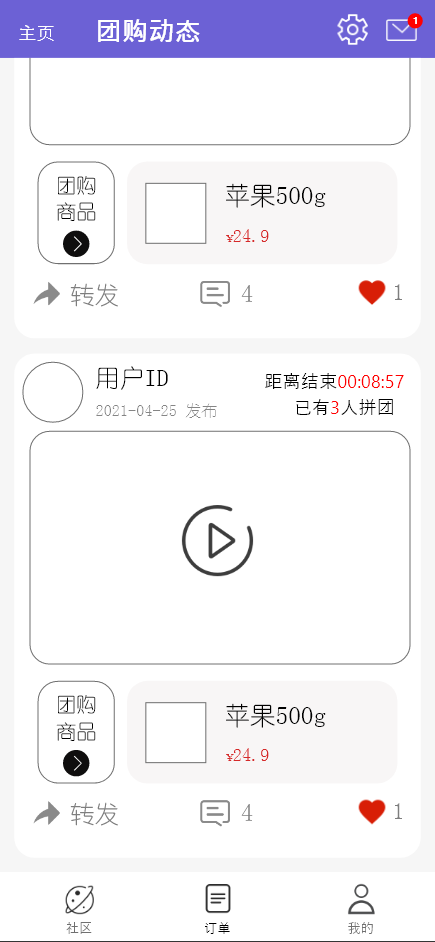 主页 团购动态 1
团购
商品
苹果500g
¥24.9
转发 4 1
用户ID
2021-04-25 发布
距离结束00:08:57
已有3人拼团
团购
商品
苹果500g
¥24.9
转发 4 1
社区 订单 我的